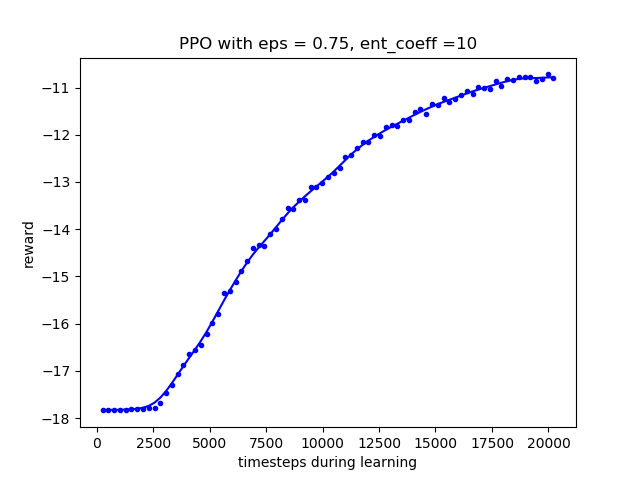 PPO with eps = 0.75, ent_coeff =10
−11
−12
−13
−14
−15
−16
−17
−18
reward
0 2500 5000 7500 10000 12500 15000 17500 20000
timesteps during learning